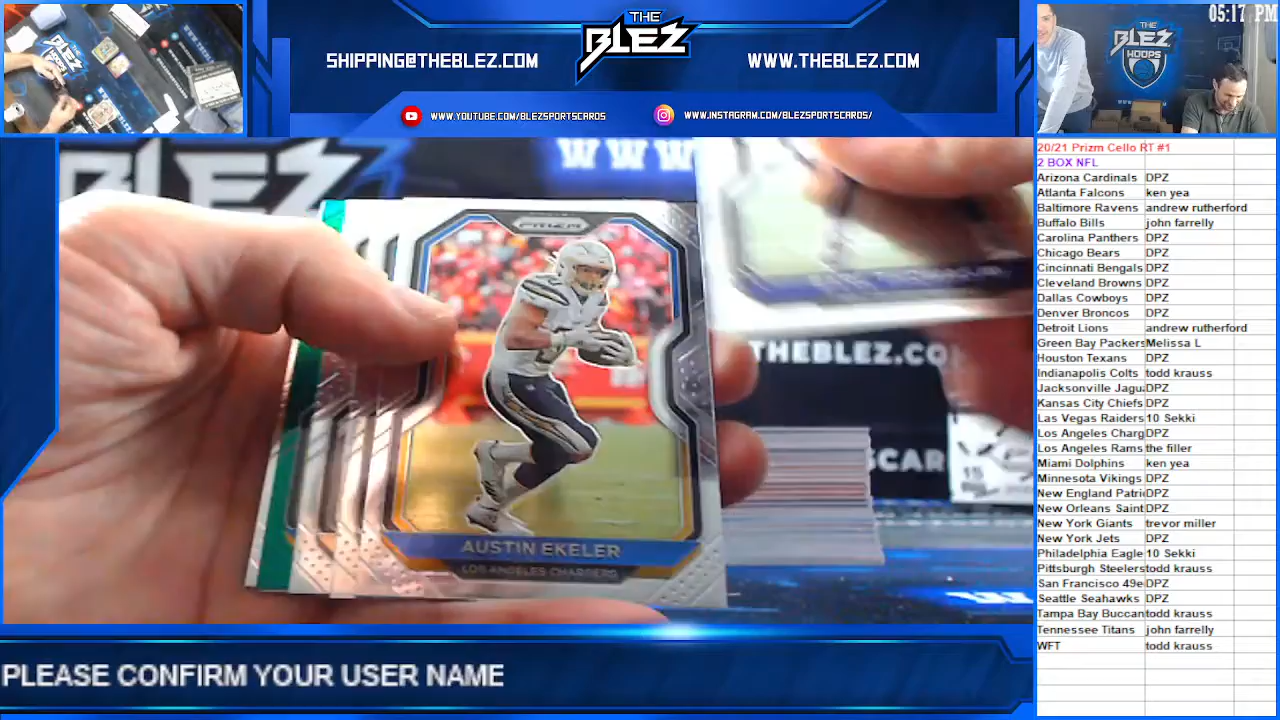 THE
BLEZ
SHIPPING@THEBLEZ.COM
WWW.THEBLEZ.COM
WWW.YOUTUBE.COM/BLEZSPORTSCARDS
WWW.INSTAGRAM.COM/BLEZSPORTSCARDS/
05:17 PM
THE
BLEZ
HOOPS
BLEZ
WWW
PRIZM
AUSTIN EKELER
LOS ANGELES CHARGERS
THEBLEZ.CO
SCAR
20/21 Prizm Cello RT #1
2 BOX NFL
Arizona Cardinals DPZ
Atlanta Falcons ken yea
Baltimore Ravens andrew rutherford
Buffalo Bills john farrelly
Carolina Panthers DPZ
Chicago Bears DPZ
Cincinnati Bengals DPZ
Cleveland Browns DPZ
Dallas Cowboys DPZ
Denver Broncos DPZ
Detroit Lions andrew rutherford
Green Bay Packers Melissa L
Houston Texans DPZ
Indianapolis Colts todd krauss
Jacksonville Jagu DPZ
Kansas City Chiefs DPZ
Las Vegas Raiders 10 Sekki
Los Angeles Charg DPZ
Los Angeles Rams the filler
Miami Dolphins ken yea
Minnesota Vikings DPZ
New England Patri DPZ
New Orleans Saint DPZ
New York Giants trevor miller
New York Jets DPZ
Philadelphia Eagle 10 Sekki
Pittsburgh Steelers todd krauss
San Francisco 49e DPZ
Seattle Seahawks DPZ
Tampa Bay Buccan todd krauss
Tennessee Titans john farrelly
WFT todd krauss
PLEASE CONFIRM YOUR USER NAME